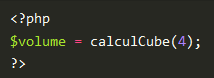 <?php
$volume = calculCube(4);
?>